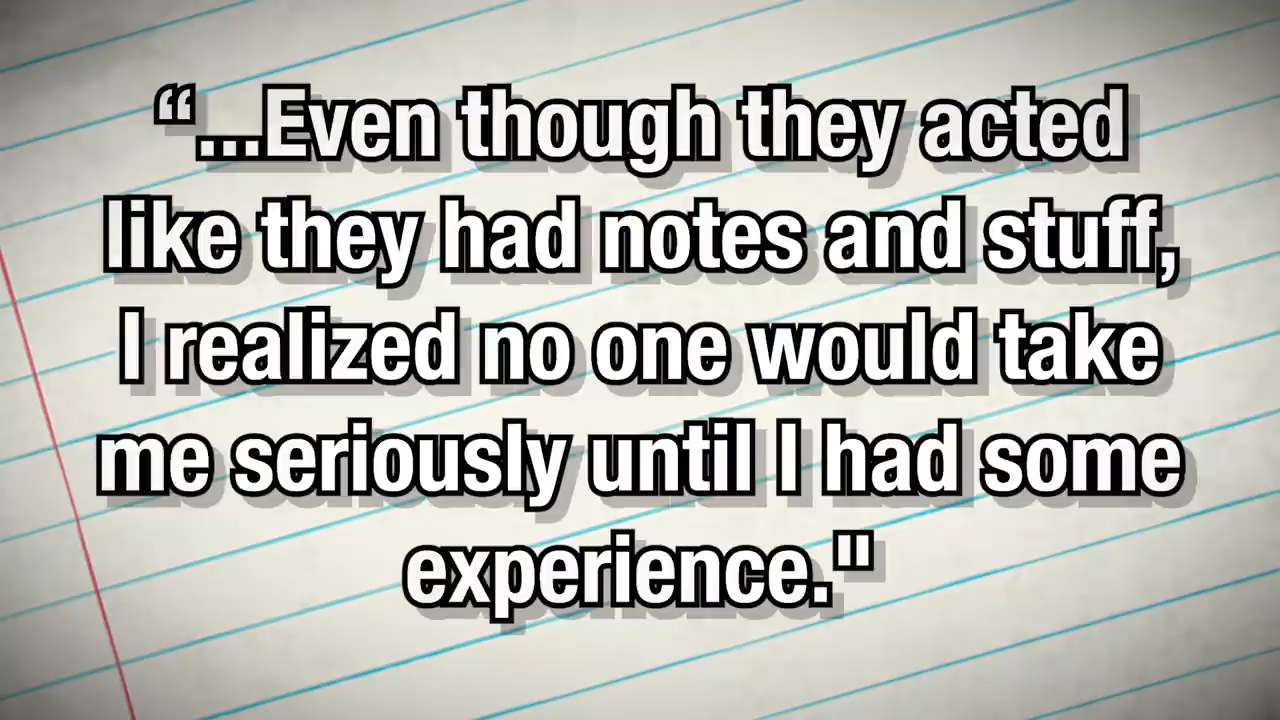 “...Even though they acted
like they had notes and stuff,
I realized no one would take
me seriously until I had some
experience."